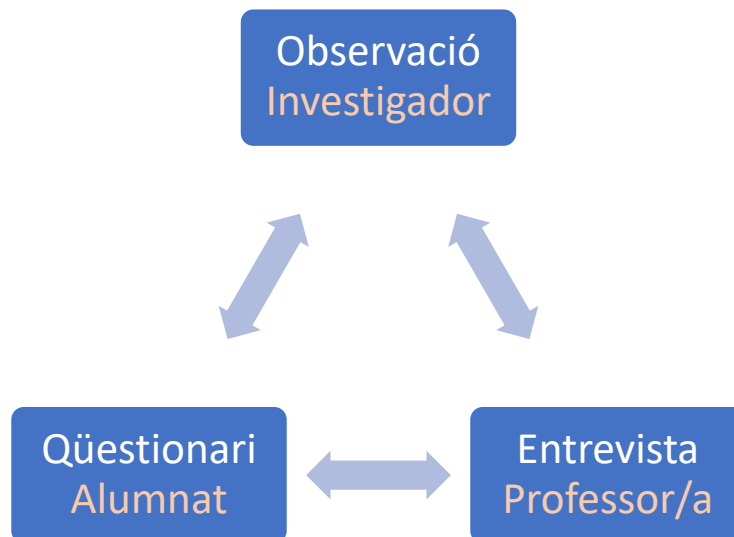 Observació
Investigador
Qüestionari
Alumnat
Entrevista
Professor/a